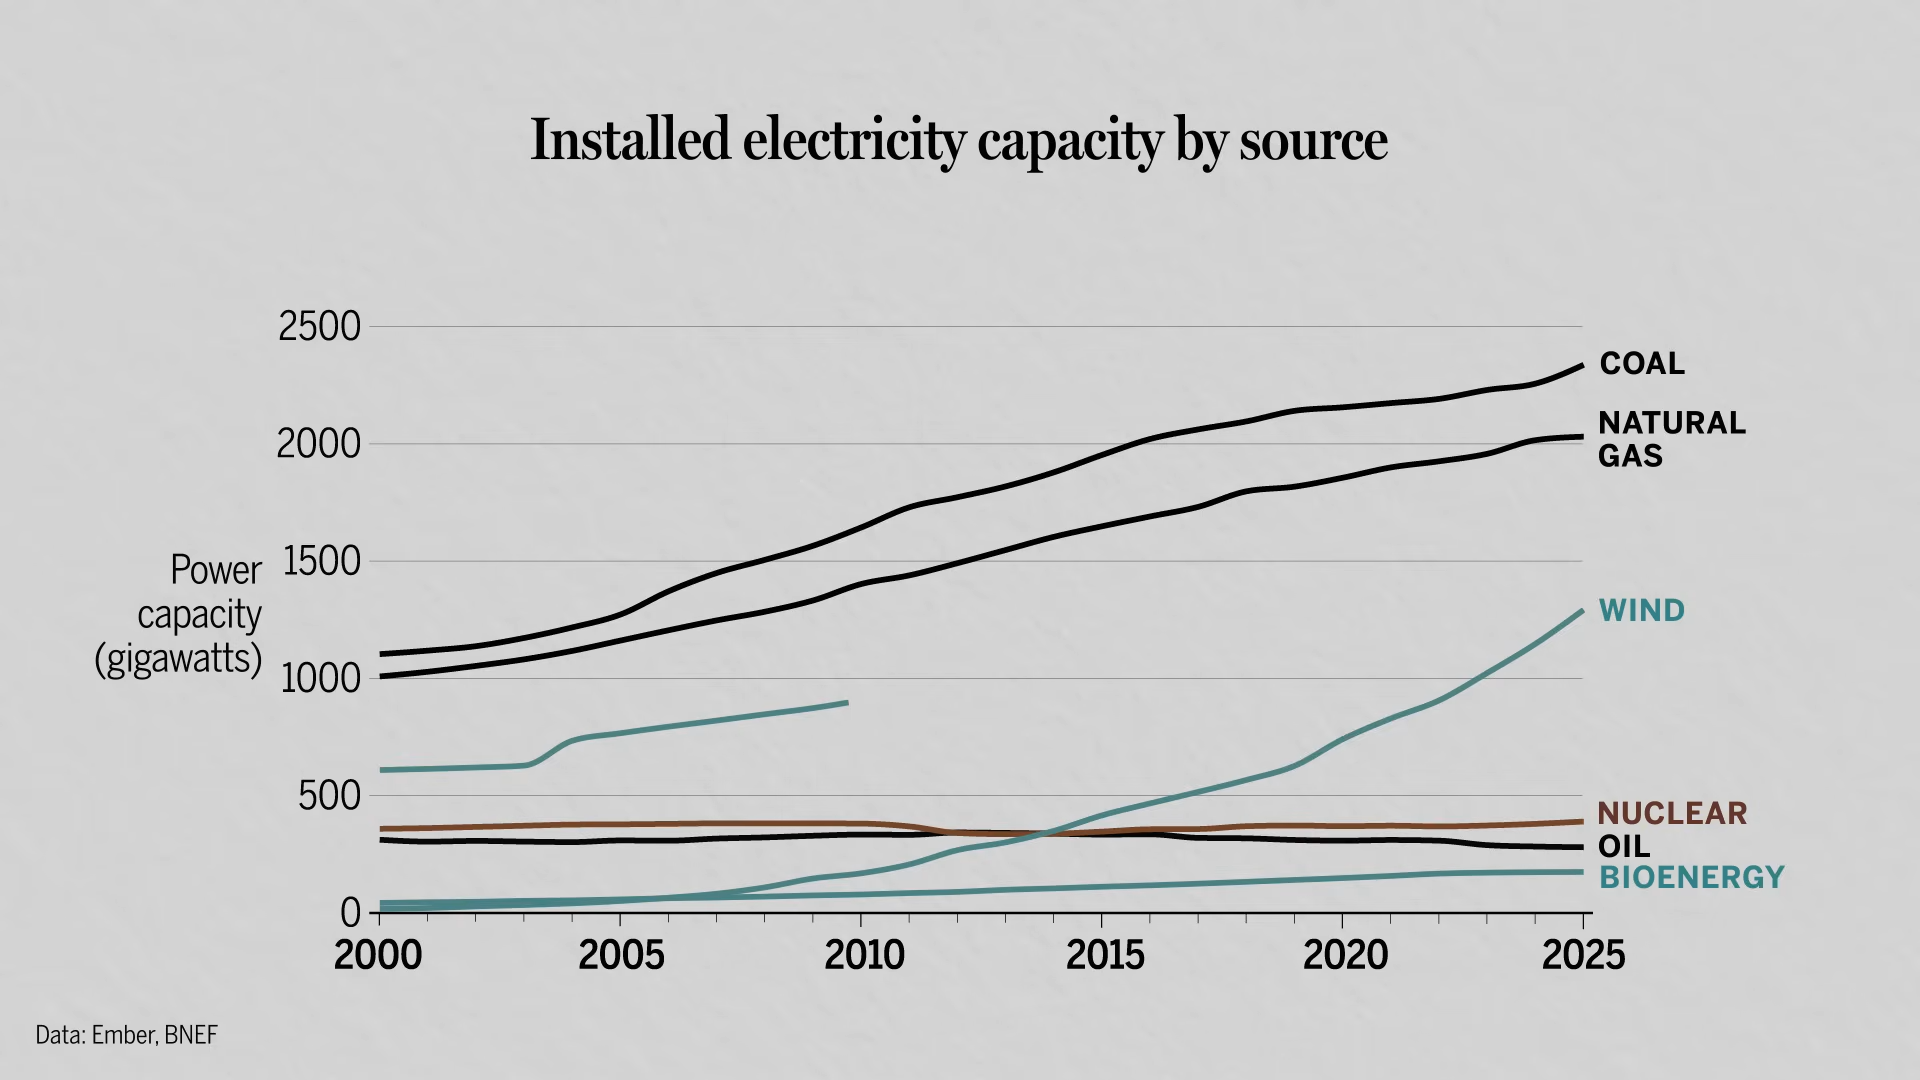 Installed electricity capacity by source
2500
2000
1500
1000
500
0
Power
capacity
(gigawatts)
COAL
NATURAL
GAS
WIND
NUCLEAR
OIL
BIOENERGY
2000
2005
2010
2015
2020
2025
Data: Ember, BNEF